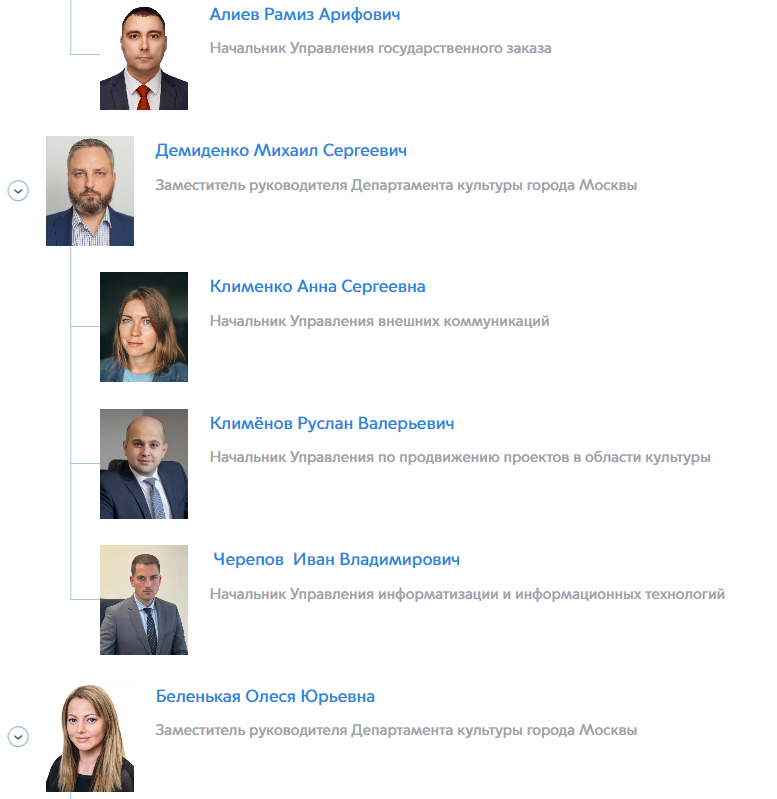 Алиев Рамиз Арифович
Начальник Управления государственного заказа
Демиденко Михаил Сергеевич
Заместитель руководителя Департамента культуры города Москвы
Клименко Анна Сергеевна
Начальник Управления внешних коммуникаций
Климёнов Руслан Валерьевич
Начальник Управления по продвижению проектов в области культуры
Черепов Иван Владимирович
Начальник Управления информатизации и информационных технологий
Беленькая Олеся Юрьевна
Заместитель руководителя Департамента культуры города Москвы